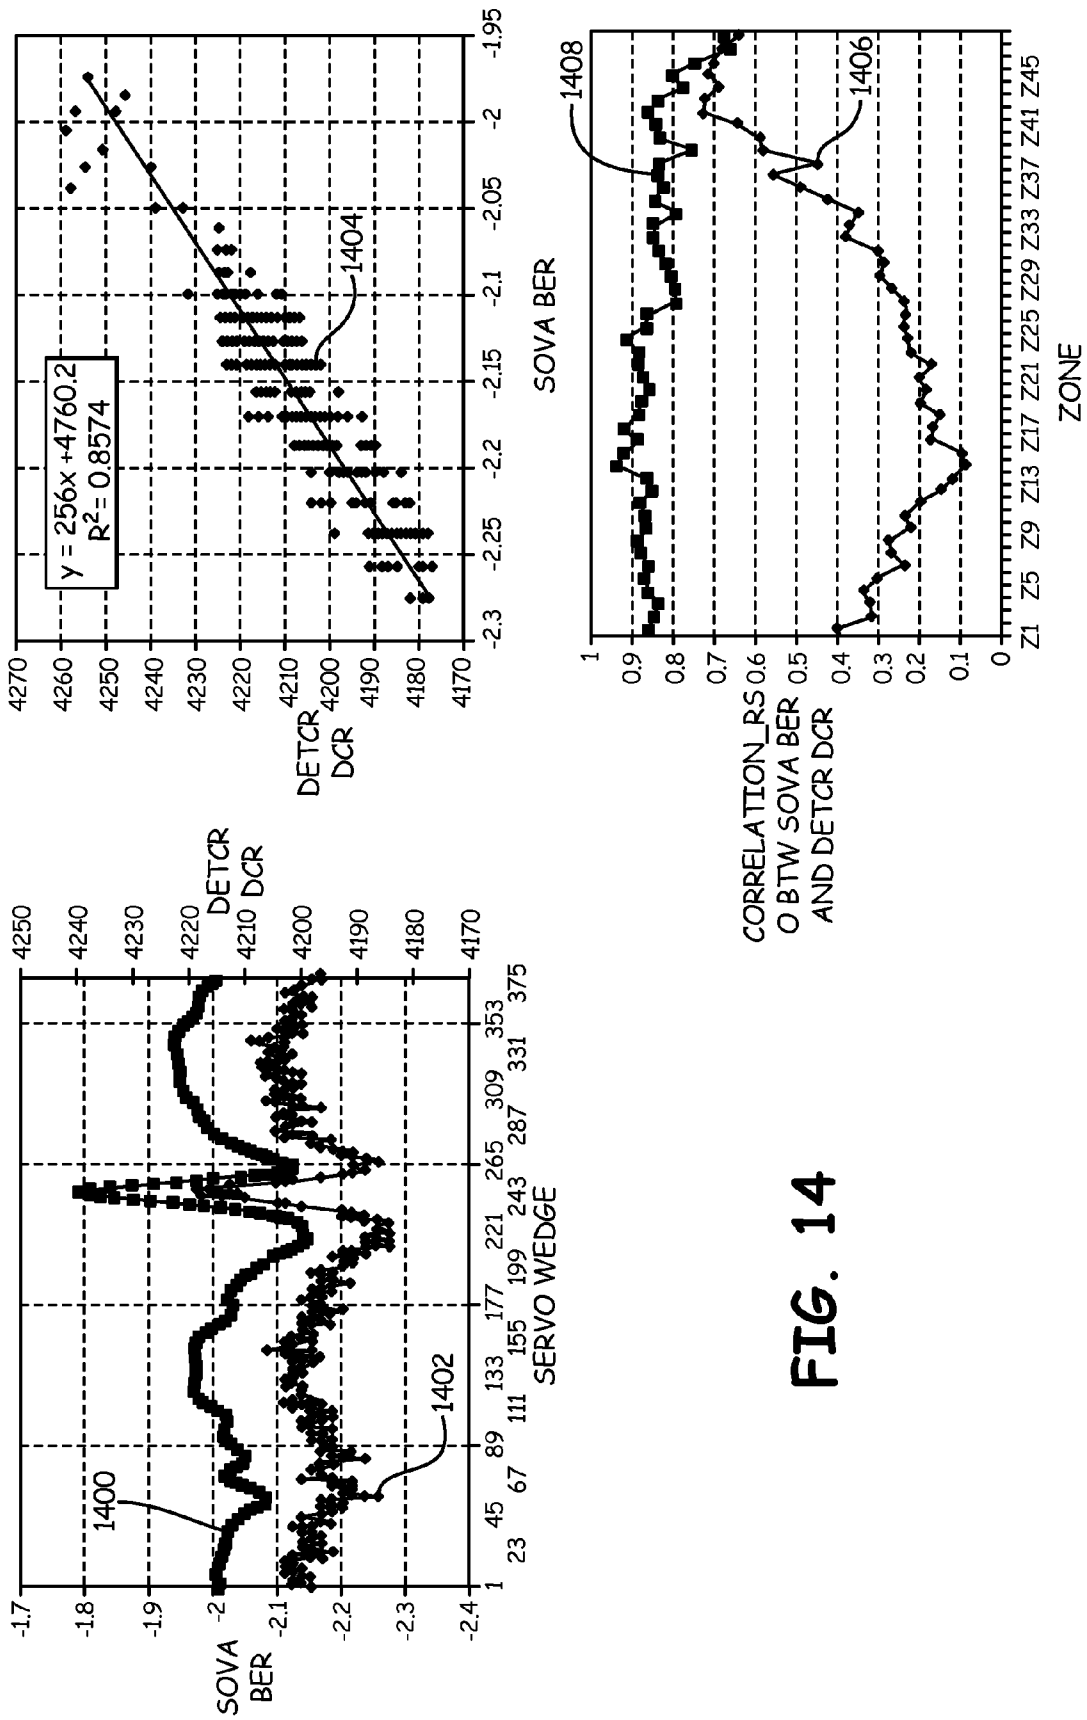 -1.7
-1.8
-1.9
-2
-2.1
-2.2
-2.3
-2.4
SOVA
BER
1400
1402
4250
4240
4230
4220
4210
4200
4190
4180
4170
DETCR
DCR
1 23 45 67 89 111 133 155 177 199 221 243 265 287 309 331 353 375
SERVO WEDGE
4270
4260
4250
4240
4230
4220
4210
4200
4190
4180
4170
DETCR
DCR
y = 256x +4760.2
R² = 0.8574
1404
-2.3 -2.25 -2.2 -2.15 -2.1 -2.05 -2 -1.95
SOVA BER
1
0.9
0.8
0.7
0.6
0.5
0.4
0.3
0.2
0.1
0
CORRELATION_RS
O BTW SOVA BER
AND DETCR DCR
1408
1406
Z1 Z5 Z9 Z13 Z17 Z21 Z25 Z29 Z33 Z37 Z41 Z45
ZONE
FIG. 14